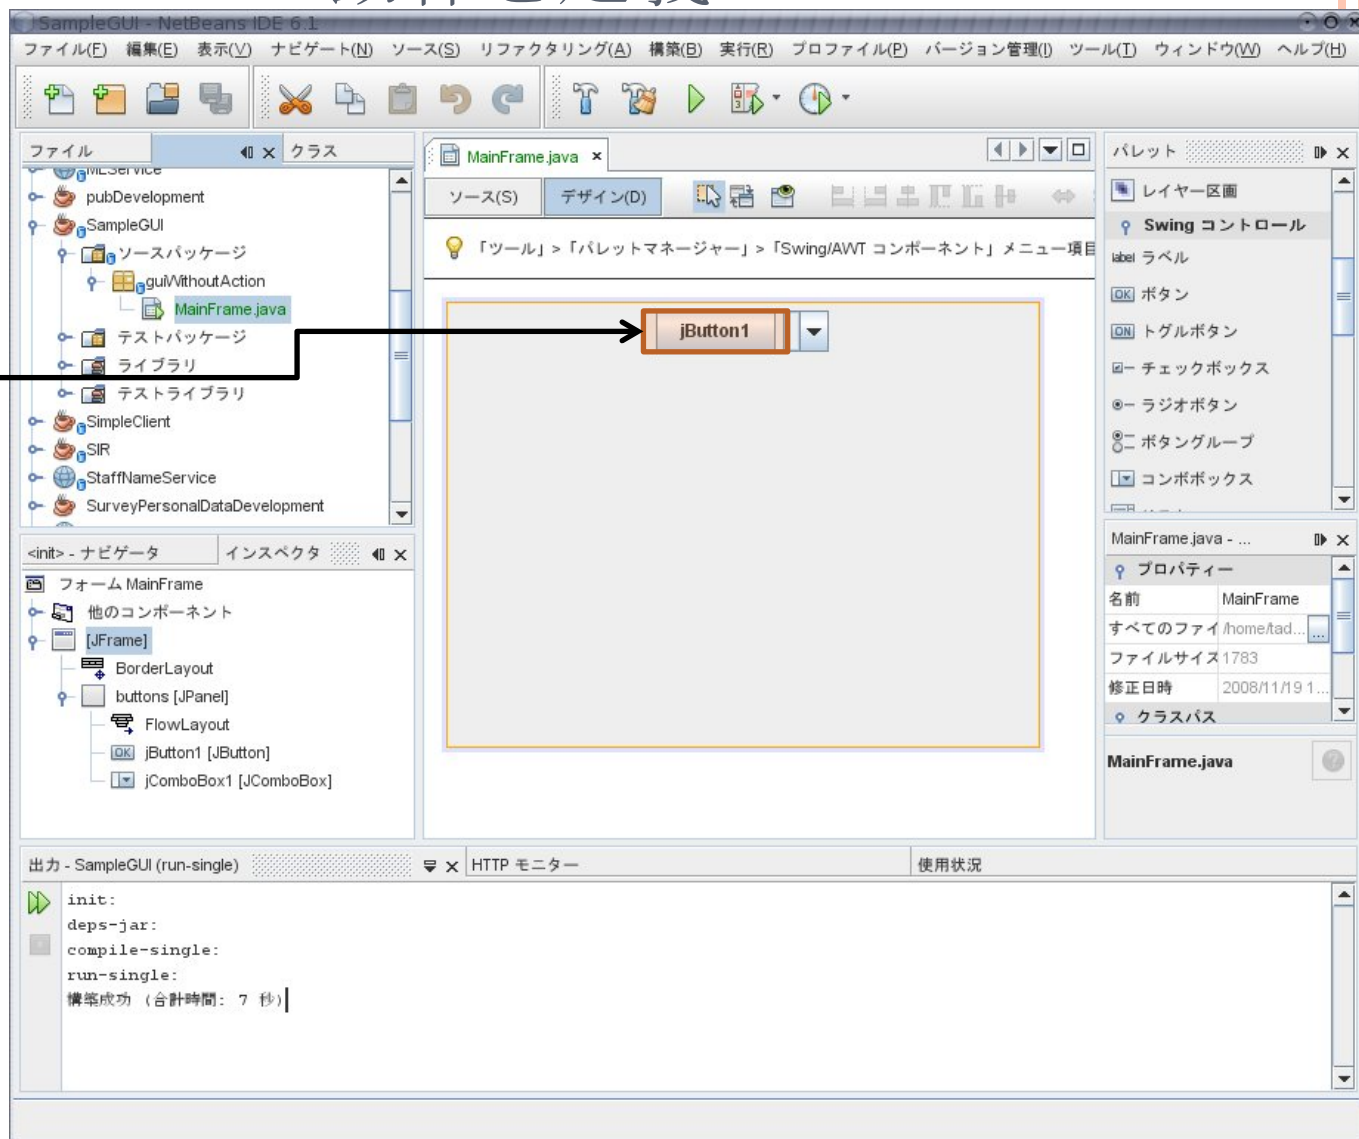 SampleGUI - NetBeans IDE 6.1
ファイル(F) 編集(E) 表示(V) ナビゲート(N) ソース(S) リファクタリング(A) 構築(B) 実行(R) プロファイル(P) バージョン管理(I) ツール(T) ウィンドウ(W) ヘルプ(H)
ファイル
クラス
MLService
pubDevelopment
SampleGUI
ソースパッケージ
guiWithoutAction
MainFrame.java
テストパッケージ
ライブラリ
テストライブラリ
SimpleClient
SIR
StaffNameService
SurveyPersonalDataDevelopment
<init> - ナビゲータ
インスペクタ
フォーム MainFrame
他のコンポーネント
[JFrame]
BorderLayout
buttons [JPanel]
FlowLayout
jButton1 [JButton]
jComboBox1 [JComboBox]
MainFrame.java
ソース(S)
デザイン(D)
「ツール」>「パレットマネージャー」>「Swing/AWT コンポーネント」メニュー項目
jButton1
パレット
レイヤー区画
Swing コントロール
label ラベル
OK ボタン
ON トグルボタン
チェックボックス
ラジオボタン
ボタングループ
コンボボックス
MainFrame.java - ...
プロパティー
名前 MainFrame
すべてのファイ /home/tad... ...
ファイルサイズ 1783
修正日時 2008/11/19 1...
クラスパス
MainFrame.java
出力 - SampleGUI (run-single)
HTTP モニター
使用状況
init:
deps-jar:
compile-single:
run-single:
構築成功 (合計時間: 7 秒)